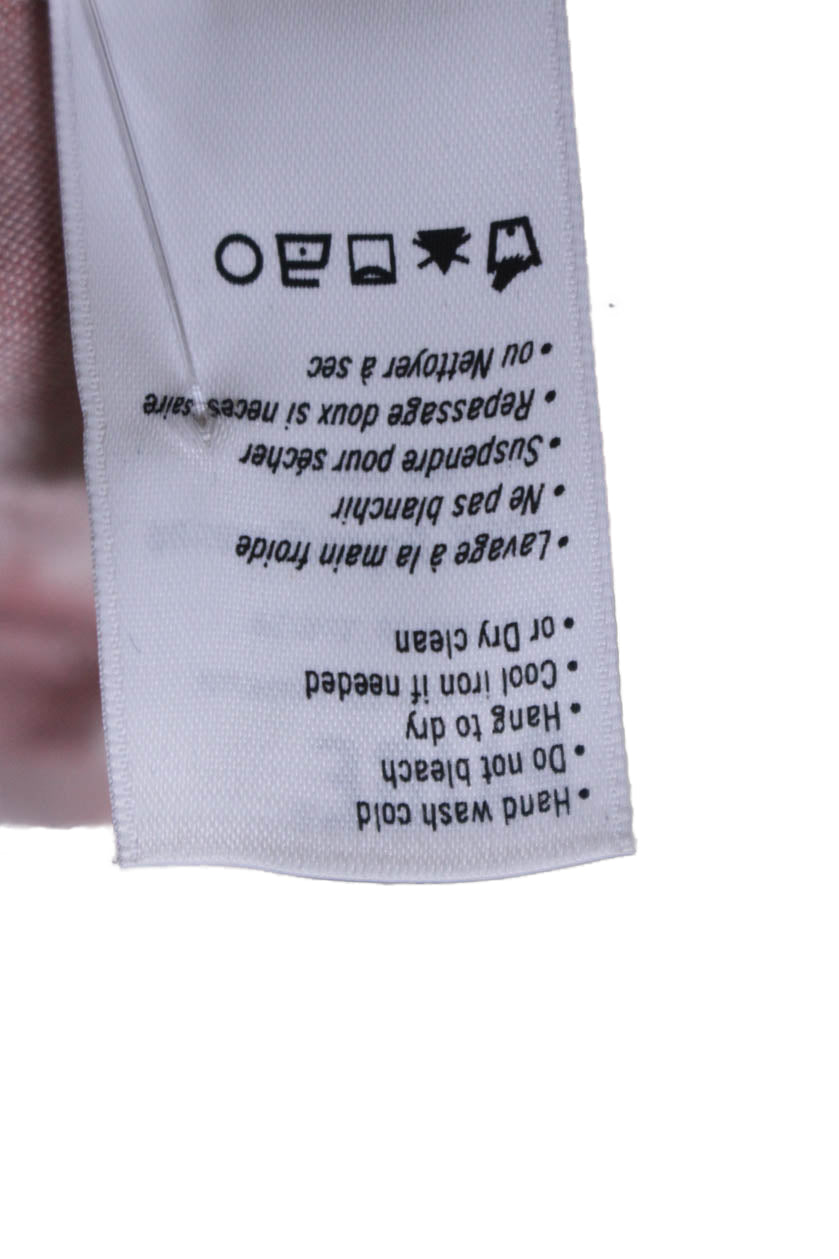 • Hand wash cold
• Do not bleach
• Hang to dry
• Cool iron if needed
• or Dry clean
• Lavage à la main froide
• Ne pas blanchir
• Suspendre pour sécher
• Repassage doux si neces saire
• ou Nettoyer à sec